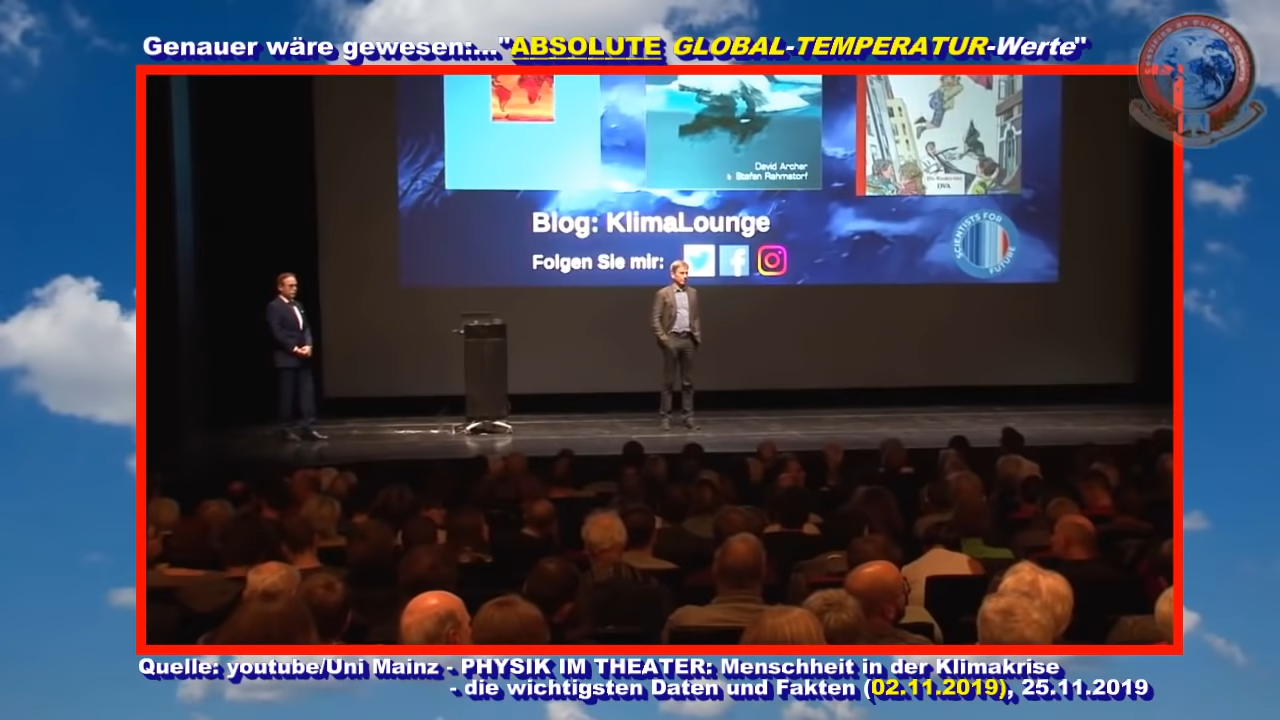 Genauer wäre gewesen:..."ABSOLUTE GLOBAL-TEMPERATUR-Werte"
David Archer
Stefan Rahmstorf
DVA
Blog: KlimaLounge
Folgen Sie mir:
SCIENTISTS FOR FUTURE
Quelle: youtube/Uni Mainz - PHYSIK IM THEATER: Menschheit in der Klimakrise
- die wichtigsten Daten und Fakten (02.11.2019), 25.11.2019